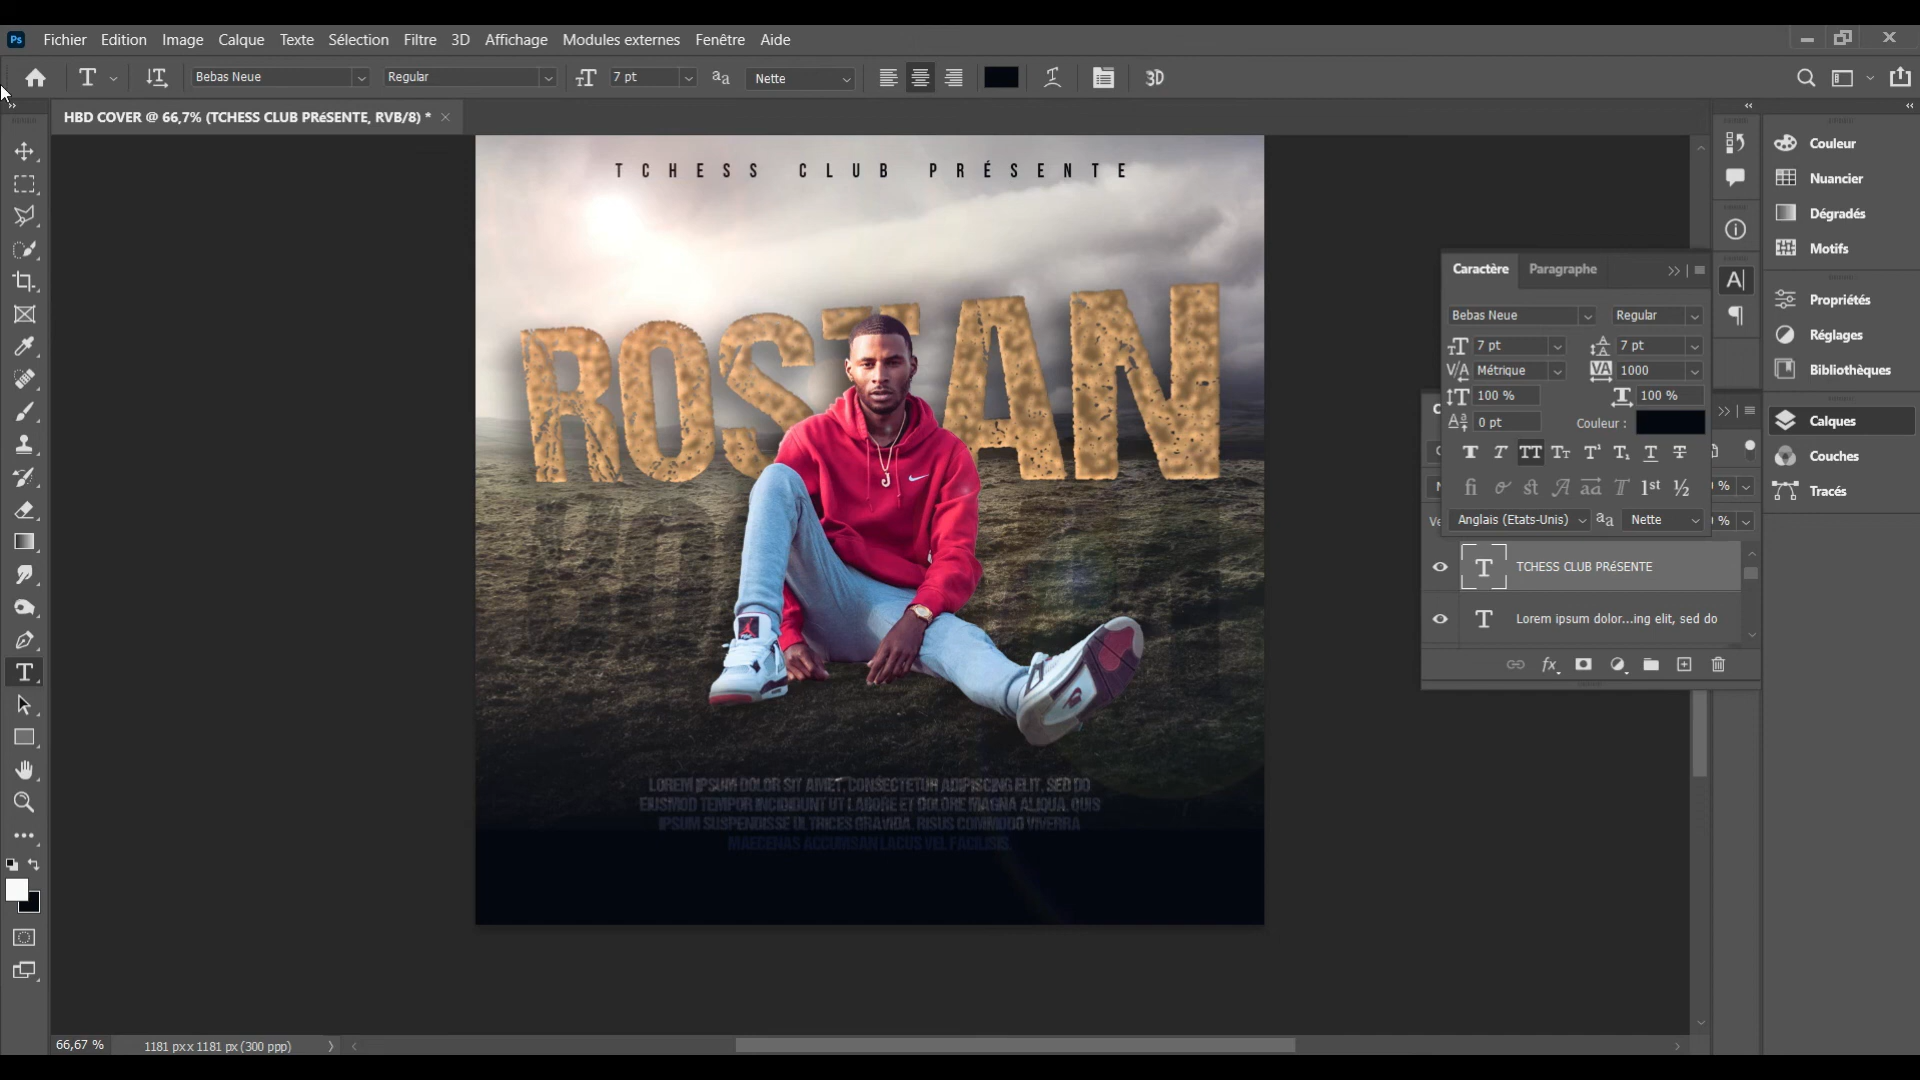 Ps Fichier Edition Image Calque Texte Sélection Filtre 3D Affichage Modules externes Fenêtre Aide
Bebas Neue Regular 7 pt Nette 3D
HBD COVER @ 66,7% (TCHESS CLUB PRéSENTE, RVB/8) *
TCHESS CLUB PRÉSENTE
ROSTAN
LOREM IPSUM DOLOR SIT AMET, CONSECTETUR ADIPISCING ELIT, SED DO
EIUSMOD TEMPOR INCIDIDUNT UT LABORE ET DOLORE MAGNA ALIQUA. QUIS
IPSUM SUSPENDISSE ULTRICES GRAVIDA. RISUS COMMODO VIVERRA
MAECENAS ACCUMSAN LACUS VEL FACILISIS.
Caractère Paragraphe
Bebas Neue Regular
7 pt 7 pt
Métrique 1000
100 % 100 %
0 pt Couleur :
Anglais (Etats-Unis) Nette
TCHESS CLUB PRéSENTE
Lorem ipsum dolor...ing elit, sed do
Couleur
Nuancier
Dégradés
Motifs
Propriétés
Réglages
Bibliothèques
Calques
Couches
Tracés
66,67 % 1181 px x 1181 px (300 ppp)